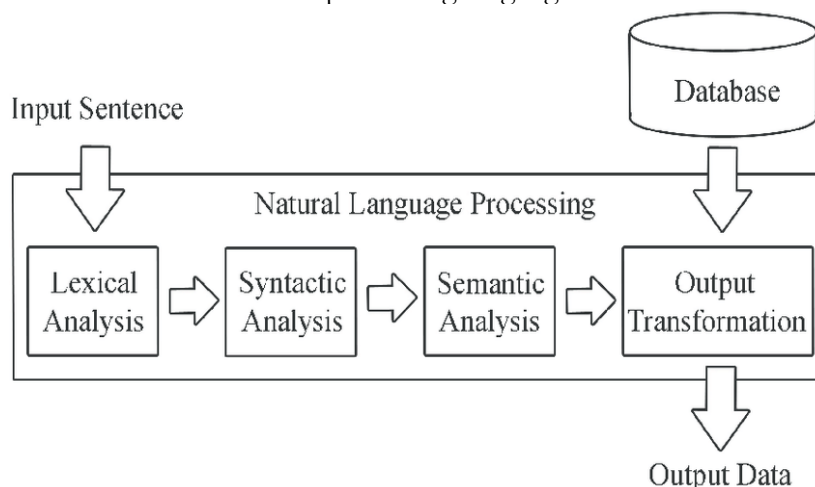 Input Sentence
Database
Natural Language Processing
Lexical
Analysis
Syntactic
Analysis
Semantic
Analysis
Output
Transformation
Output Data